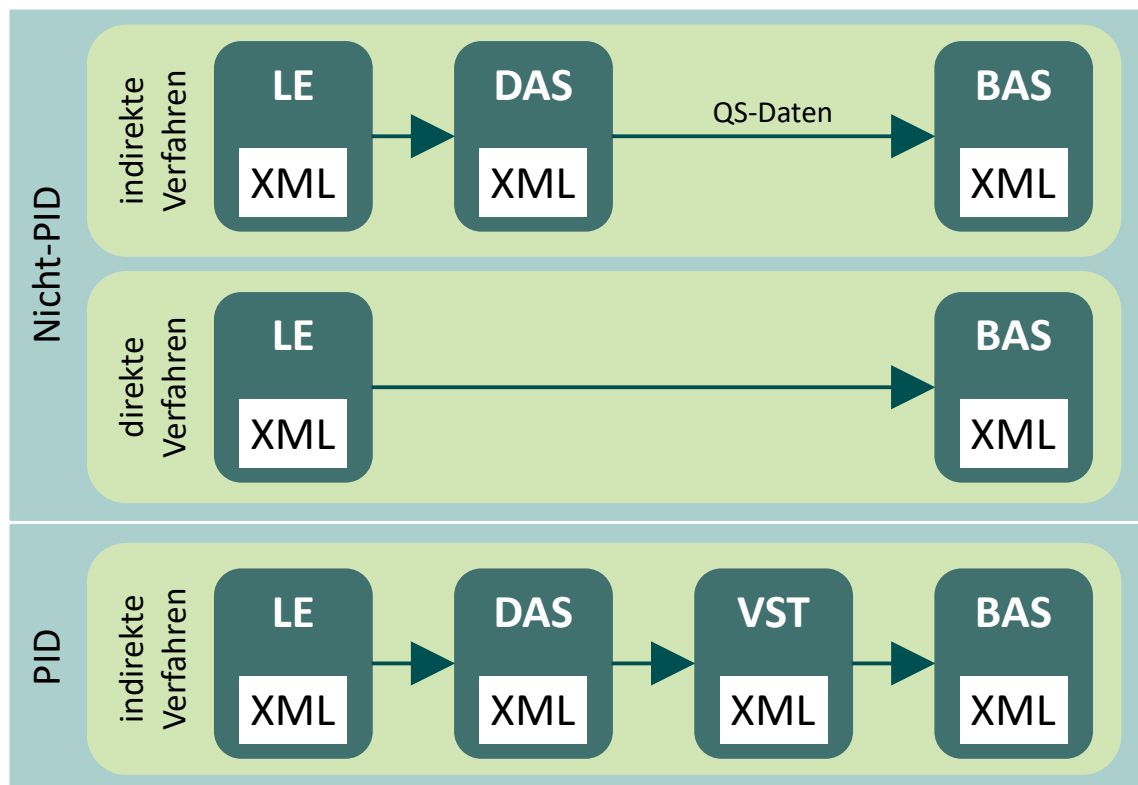 Nicht-PID
indirekte
Verfahren
LE
XML
DAS
XML
QS-Daten
BAS
XML
direkte
Verfahren
LE
XML
BAS
XML
PID
indirekte
Verfahren
LE
XML
DAS
XML
VST
XML
BAS
XML